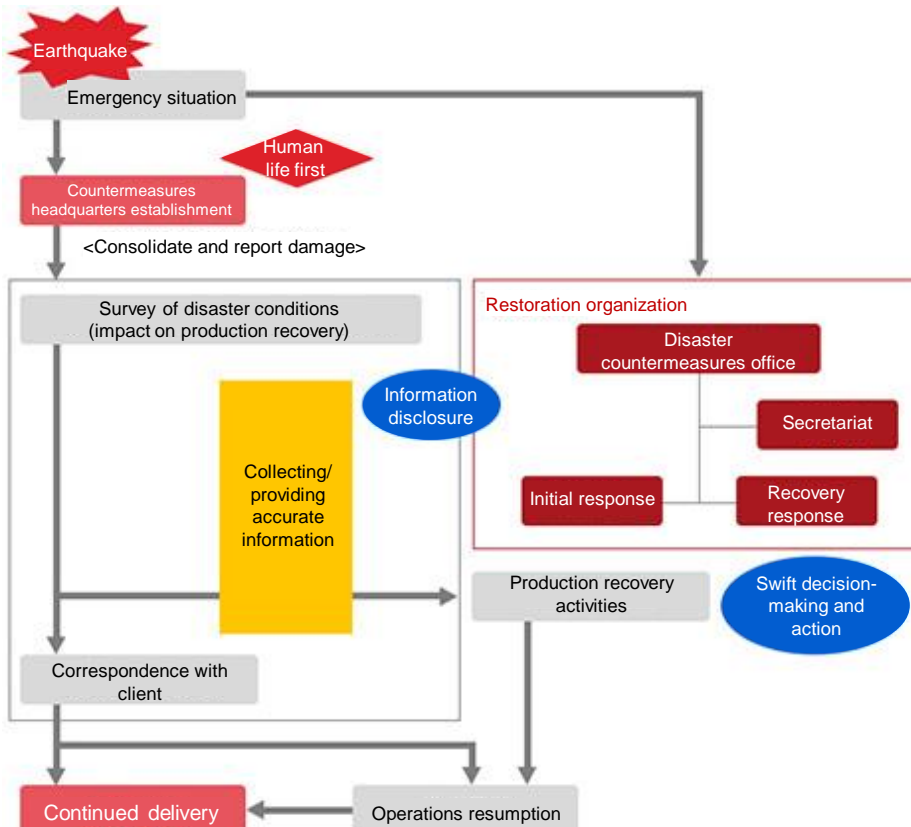 Earthquake
Emergency situation
Human
life first
Countermeasures
headquarters establishment
<Consolidate and report damage>
Survey of disaster conditions
(impact on production recovery)
Restoration organization
Disaster
countermeasures office
Information
disclosure
Secretariat
Collecting/
providing
accurate
information
Initial response
Recovery
response
Production recovery
activities
Swift decision-
making and
action
Correspondence with
client
Continued delivery
Operations resumption